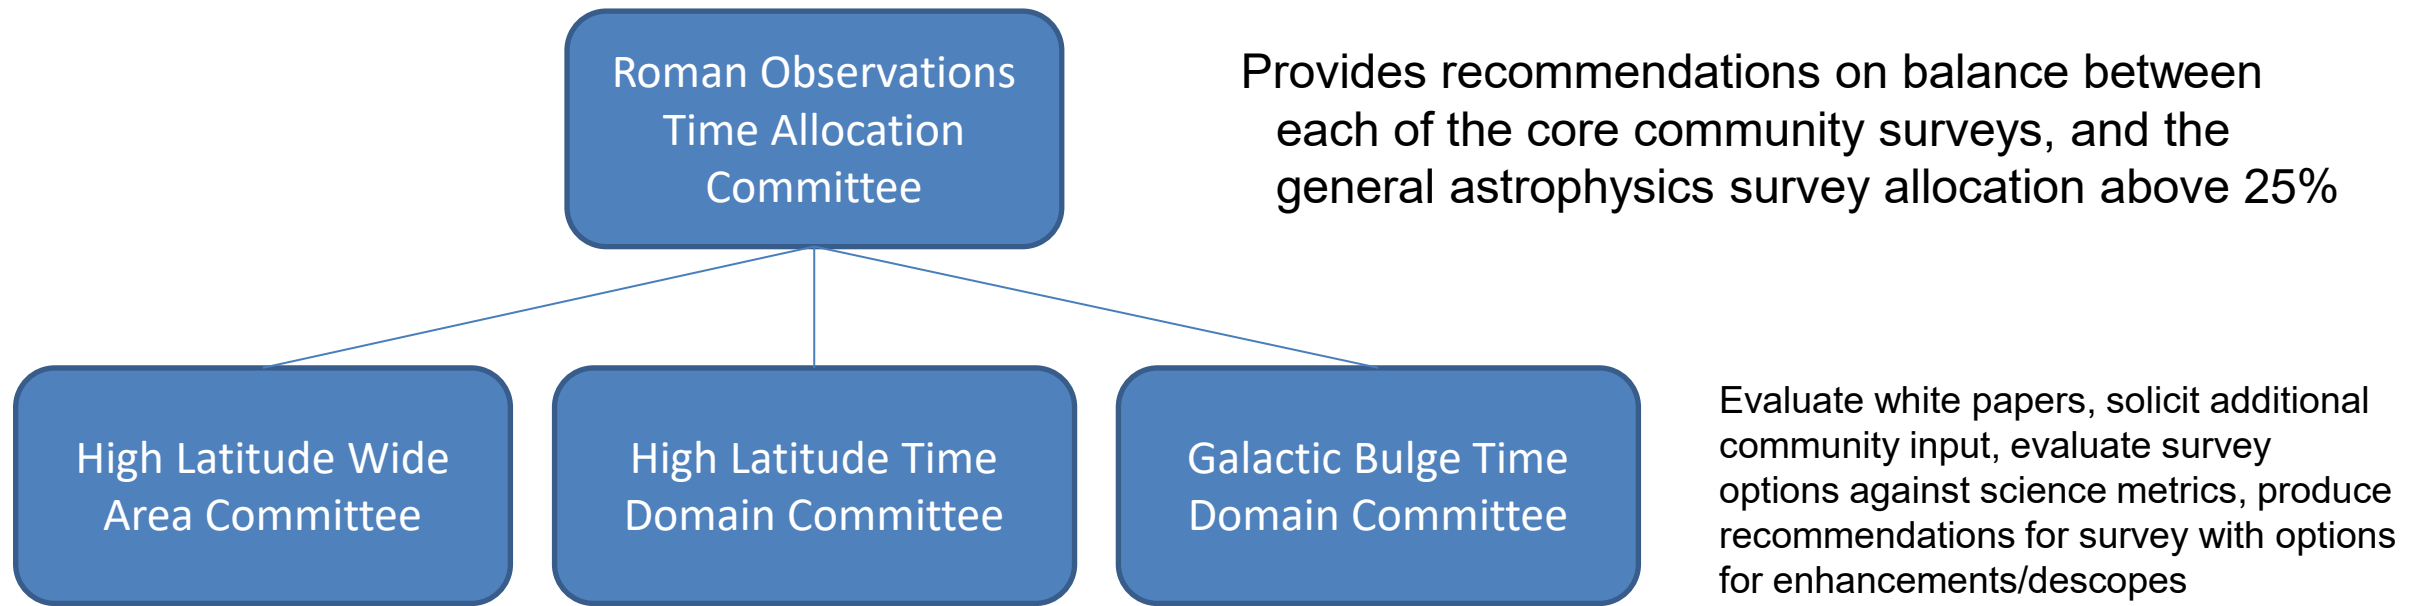 Roman Observations
Time Allocation
Committee
Provides recommendations on balance between
each of the core community surveys, and the
general astrophysics survey allocation above 25%
High Latitude Wide
Area Committee
High Latitude Time
Domain Committee
Galactic Bulge Time
Domain Committee
Evaluate white papers, solicit additional
community input, evaluate survey
options against science metrics, produce
recommendations for survey with options
for enhancements/descopes